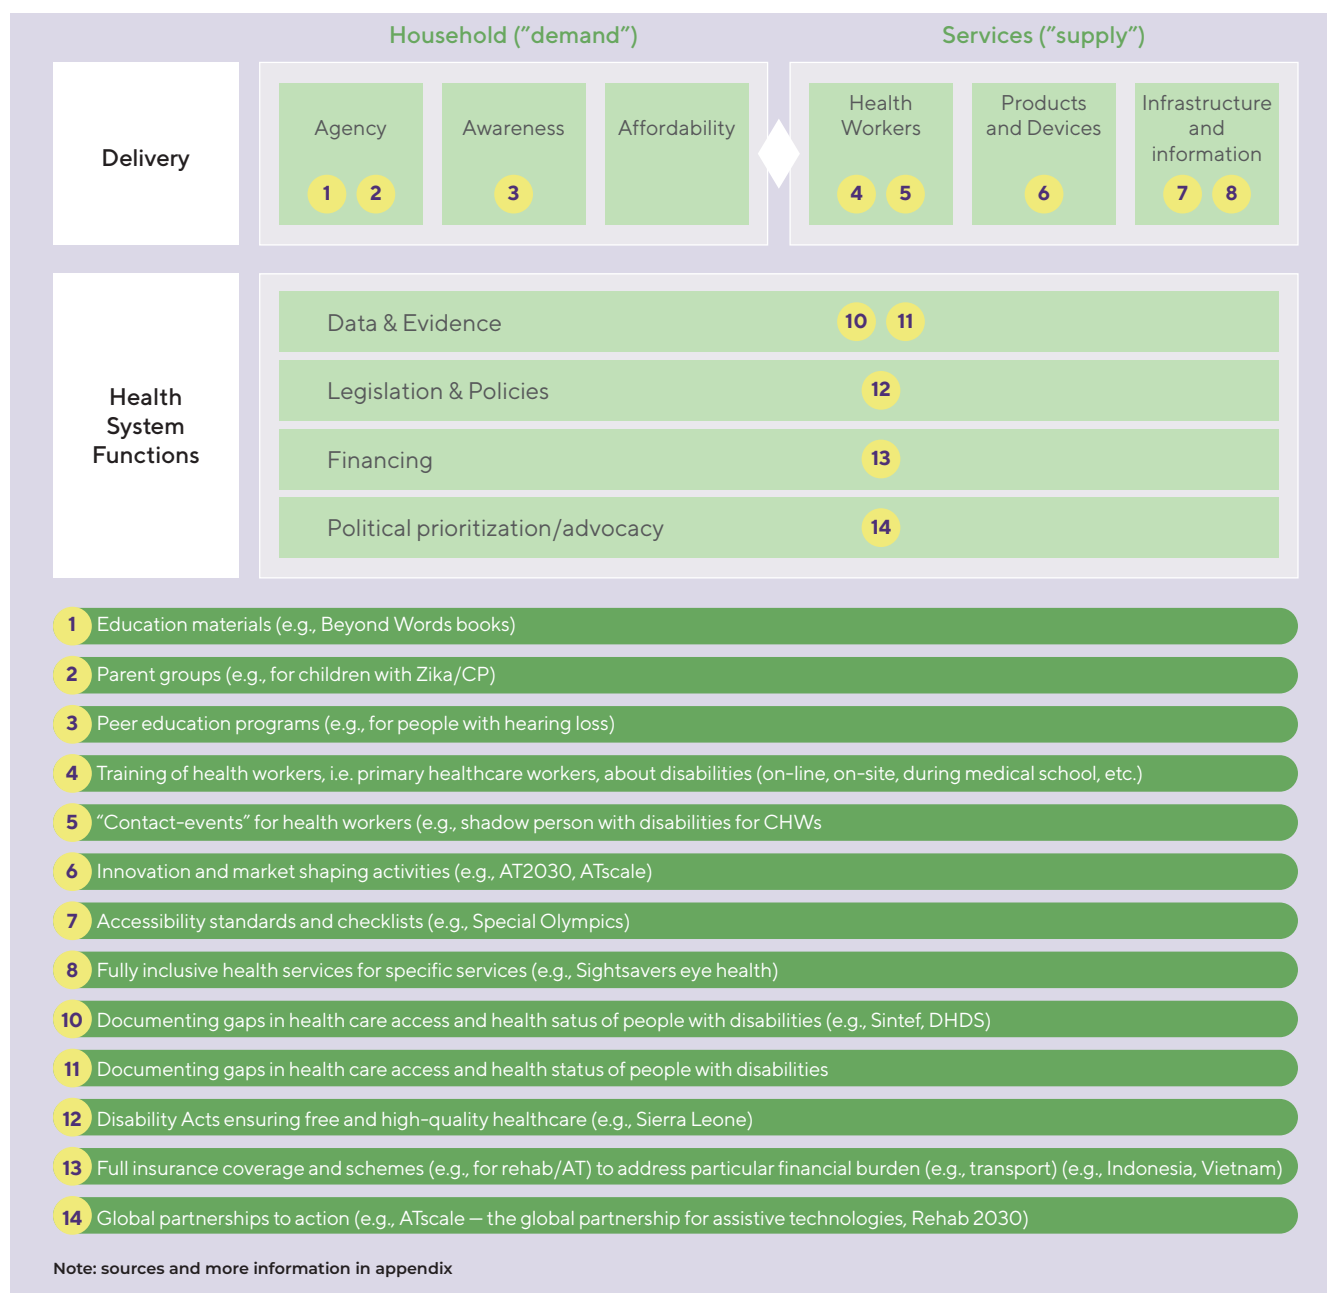 Household ("demand")
Services ("supply")
Delivery
Agency
1 2
Awareness
3
Affordability
Health
Workers
4 5
Products
and Devices
6
Infrastructure
and
information
7 8
Health
System
Functions
Data & Evidence
10 11
Legislation & Policies
12
Financing
13
Political prioritization/advocacy
14
1 Education materials (e.g., Beyond Words books)
2 Parent groups (e.g., for children with Zika/CP)
3 Peer education programs (e.g., for people with hearing loss)
4 Training of health workers, i.e. primary healthcare workers, about disabilities (on-line, on-site, during medical school, etc.)
5 "Contact-events" for health workers (e.g., shadow person with disabilities for CHWs
6 Innovation and market shaping activities (e.g., AT2030, ATscale)
7 Accessibility standards and checklists (e.g., Special Olympics)
8 Fully inclusive health services for specific services (e.g., Sightsavers eye health)
10 Documenting gaps in health care access and health satus of people with disabilities (e.g., Sintef, DHDS)
11 Documenting gaps in health care access and health status of people with disabilities
12 Disability Acts ensuring free and high-quality healthcare (e.g., Sierra Leone)
13 Full insurance coverage and schemes (e.g., for rehab/AT) to address particular financial burden (e.g., transport) (e.g., Indonesia, Vietnam)
14 Global partnerships to action (e.g., ATscale — the global partnership for assistive technologies, Rehab 2030)
Note: sources and more information in appendix